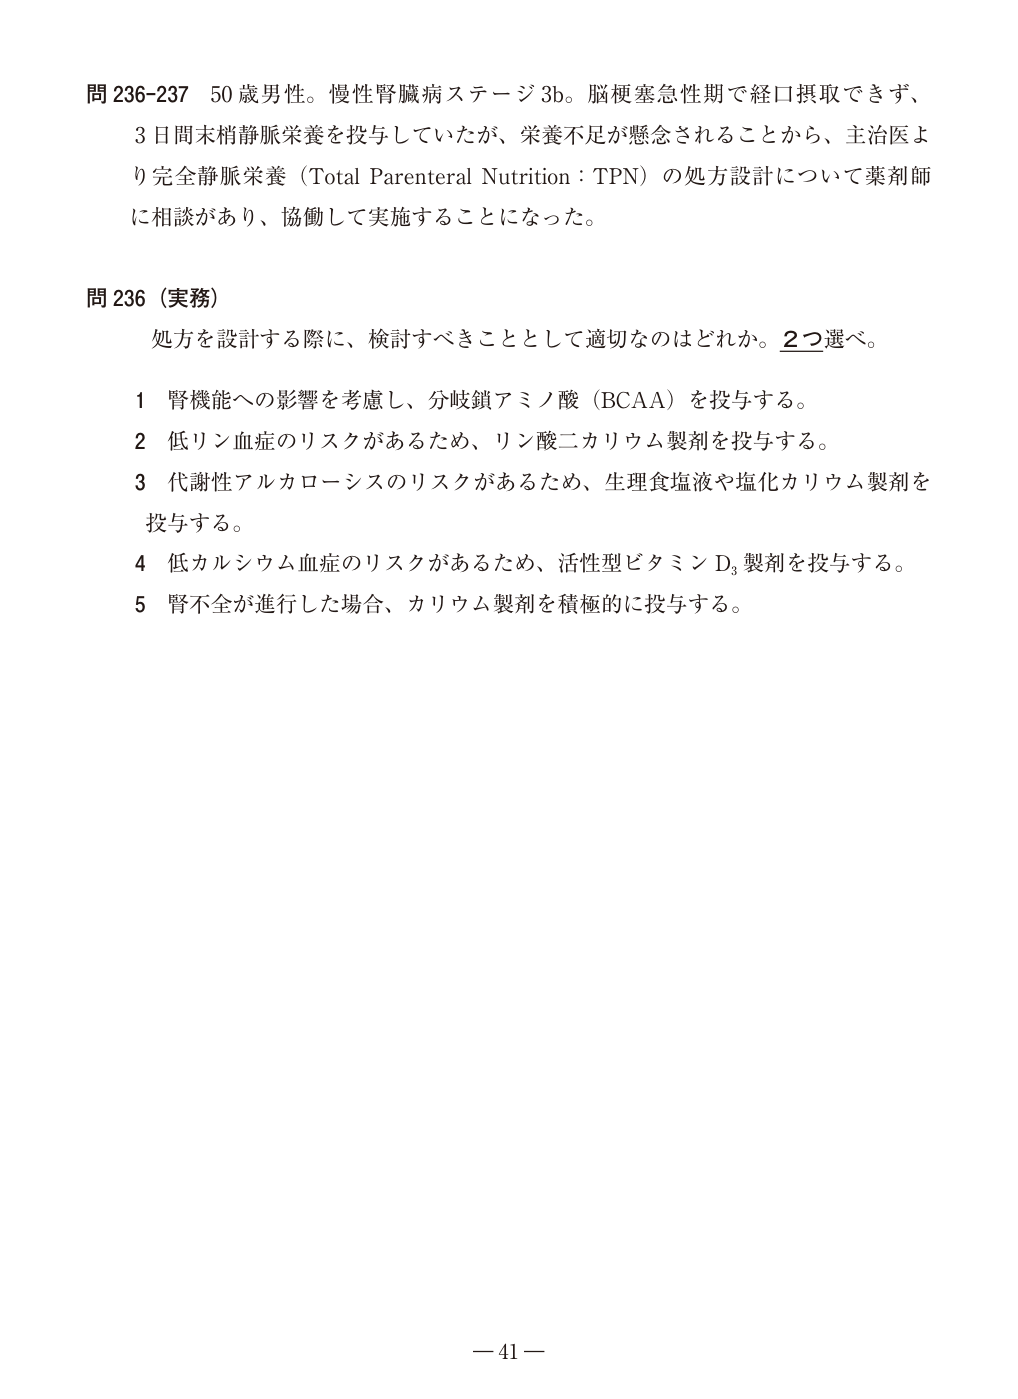 問 236-237　50 歳男性。慢性腎臓病ステージ 3b。脳梗塞急性期で経口摂取できず、
3 日間末梢静脈栄養を投与していたが、栄養不足が懸念されることから、主治医よ
り完全静脈栄養（Total Parenteral Nutrition：TPN）の処方設計について薬剤師
に相談があり、協働して実施することになった。
問 236（実務）
処方を設計する際に、検討すべきこととして適切なのはどれか。2つ選べ。
1　腎機能への影響を考慮し、分岐鎖アミノ酸（BCAA）を投与する。
2　低リン血症のリスクがあるため、リン酸二カリウム製剤を投与する。
3　代謝性アルカローシスのリスクがあるため、生理食塩液や塩化カリウム製剤を
投与する。
4　低カルシウム血症のリスクがあるため、活性型ビタミン D₃ 製剤を投与する。
5　腎不全が進行した場合、カリウム製剤を積極的に投与する。
― 41 ―